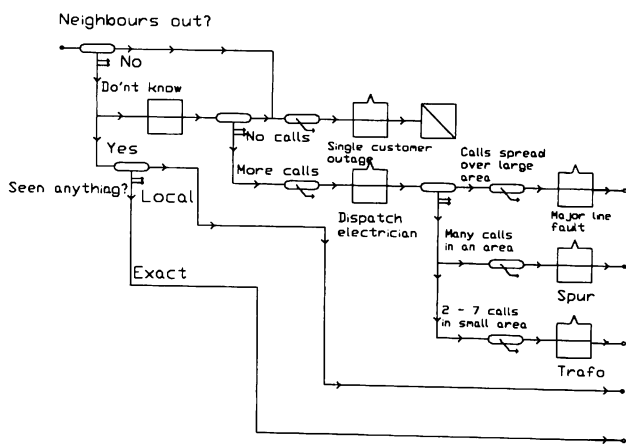 Neighbours out?
No
Do'nt know
No calls
Single customer
outage
Yes
More calls
Calls spread
over large
area
Seen anything?
Local
Dispatch
electrician
Major line
fault
Many calls
in an area
Exact
Spur
2 - 7 calls
in small area
Trafo